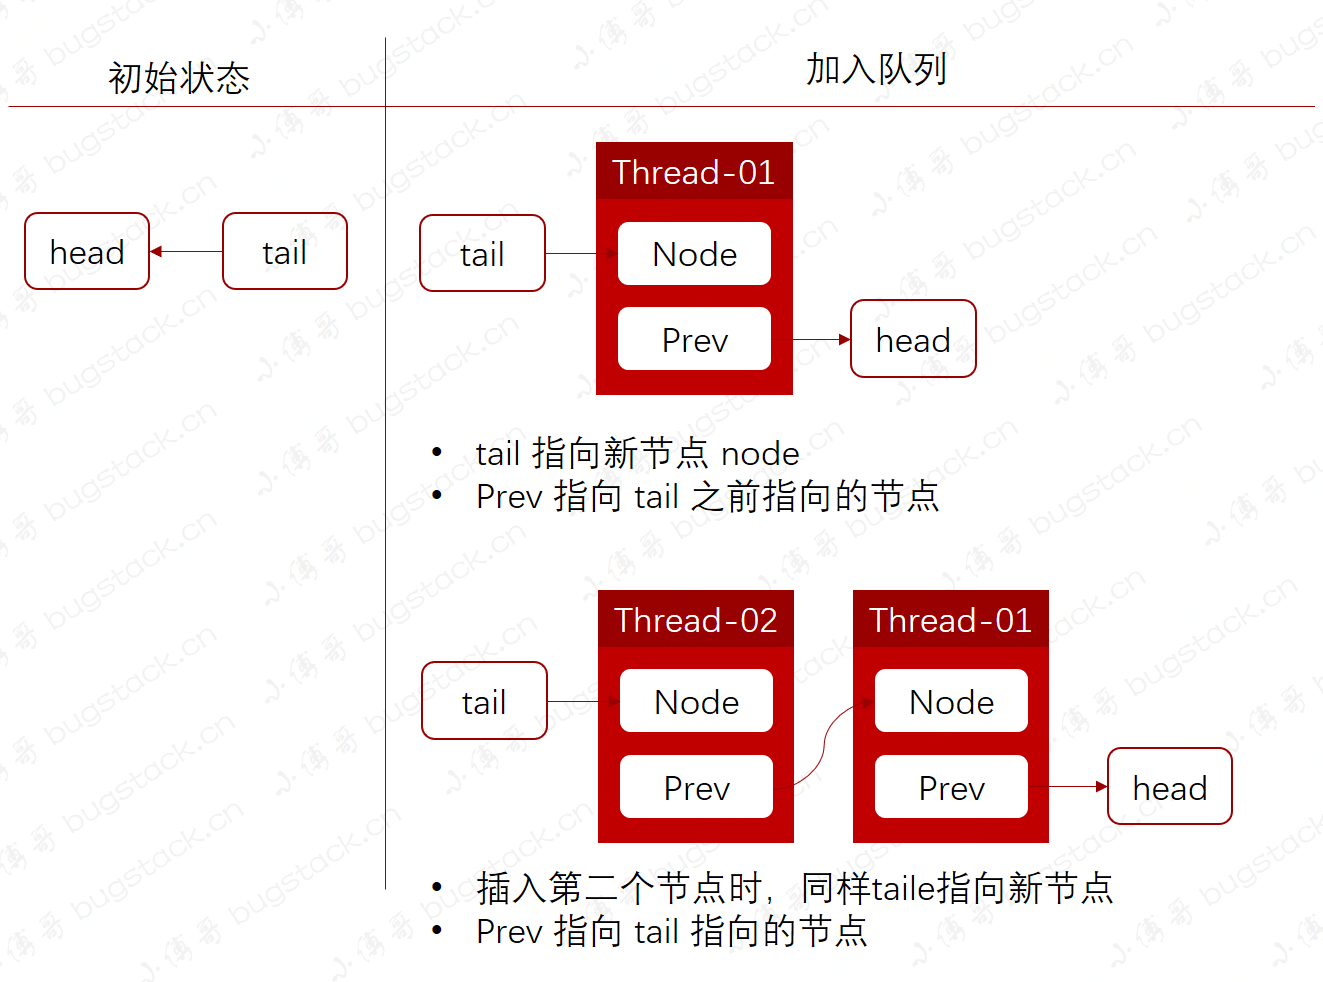 初始状态
加入队列
head
tail
tail
Thread-01
Node
Prev
head
• tail 指向新节点 node
• Prev 指向 tail 之前指向的节点
tail
Thread-02
Node
Prev
Thread-01
Node
Prev
head
• 插入第二个节点时，同样taile指向新节点
• Prev 指向 tail 指向的节点
小傅哥 bugstack.cn